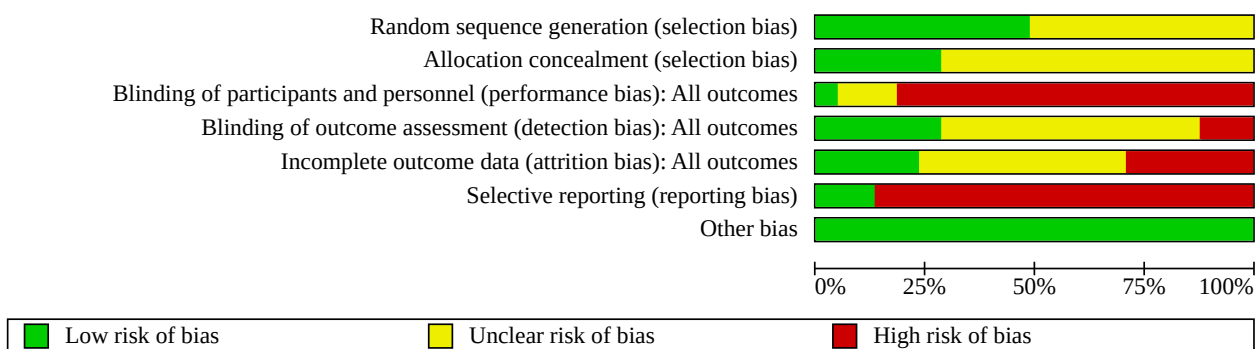 Random sequence generation (selection bias)
Allocation concealment (selection bias)
Blinding of participants and personnel (performance bias): All outcomes
Blinding of outcome assessment (detection bias): All outcomes
Incomplete outcome data (attrition bias): All outcomes
Selective reporting (reporting bias)
Other bias
0% 25% 50% 75% 100%
Low risk of bias Unclear risk of bias High risk of bias